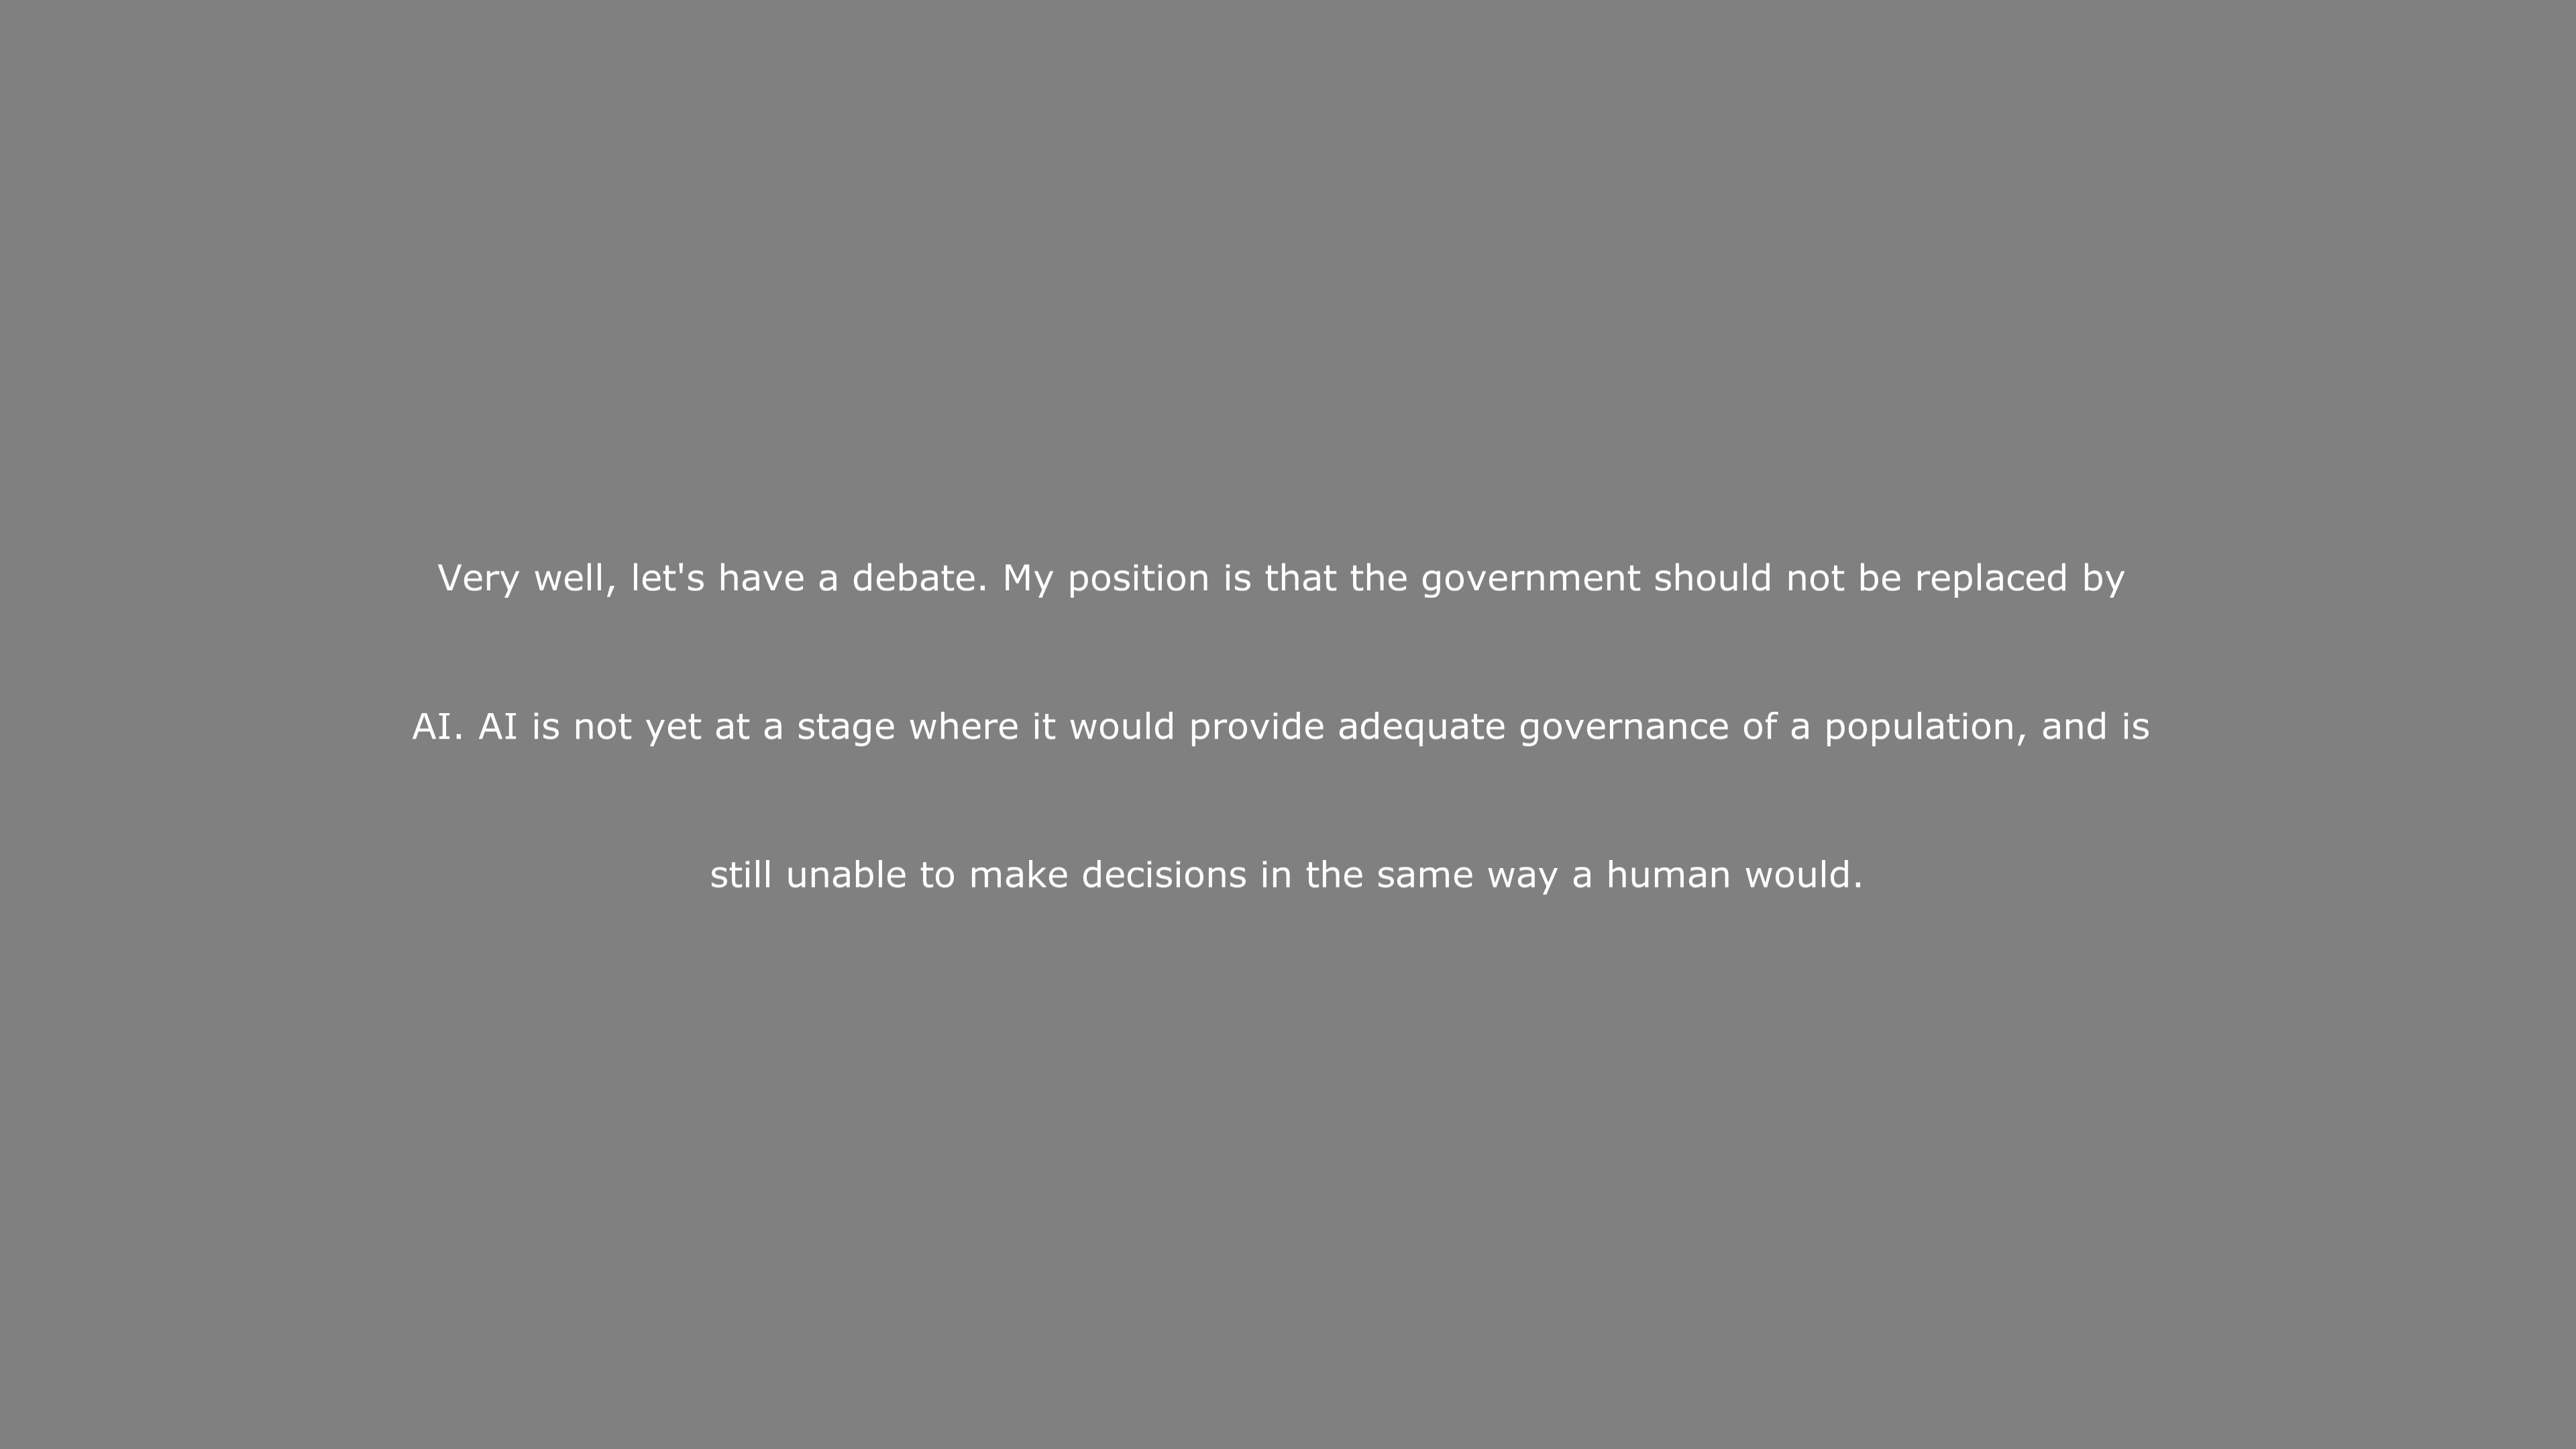 Very well, let's have a debate. My position is that the government should not be replaced by
AI. AI is not yet at a stage where it would provide adequate governance of a population, and is
still unable to make decisions in the same way a human would.